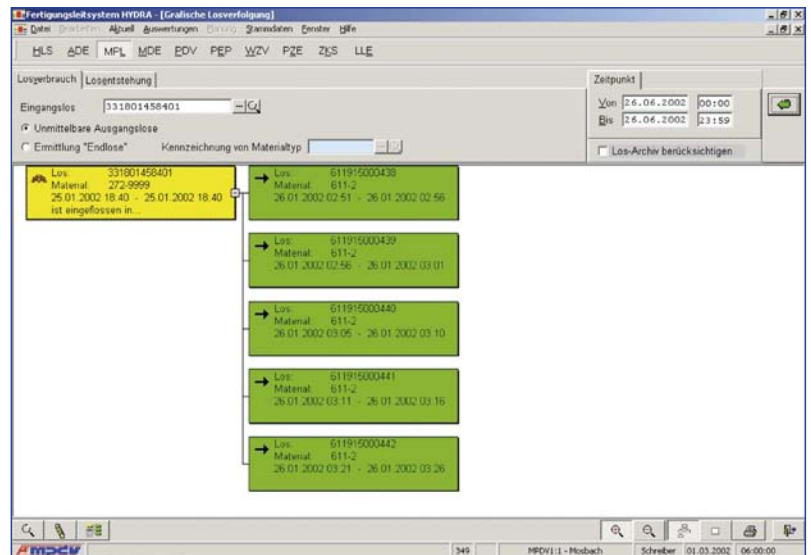 Fertigungsleitsystem HYDRA - [Grafische Losverfolgung]
Datei Bearbeiten Aktuell Auswertungen Planung Stammdaten Fenster Hilfe
HLS ADE MPL MDE PDV PEP WZV PZE ZKS LLE
Losverbrauch Losentstehung Zeitpunkt
Eingangslos 331801458401
Von 26.06.2002 00:00
Bis 26.06.2002 23:59
Unmittelbare Ausgangslose
Ermittlung "Endlose" Kennzeichnung von Materialtyp
Los-Archiv berücksichtigen
Los: 331801458401
Material: 272-9999
25.01.2002 18:40 - 25.01.2002 18:40
ist eingeflossen in...
Los: 611915000438
Material: 611-2
26.01.2002 02:51 - 26.01.2002 02:56
Los: 611915000439
Material: 611-2
26.01.2002 02:56 - 26.01.2002 03:01
Los: 611915000440
Material: 611-2
26.01.2002 03:05 - 26.01.2002 03:10
Los: 611915000441
Material: 611-2
26.01.2002 03:11 - 26.01.2002 03:16
Los: 611915000442
Material: 611-2
26.01.2002 03:21 - 26.01.2002 03:26
mpdv 349 MPDV1:1 - Mosbach Schreiber 01.03.2002 06:00:00